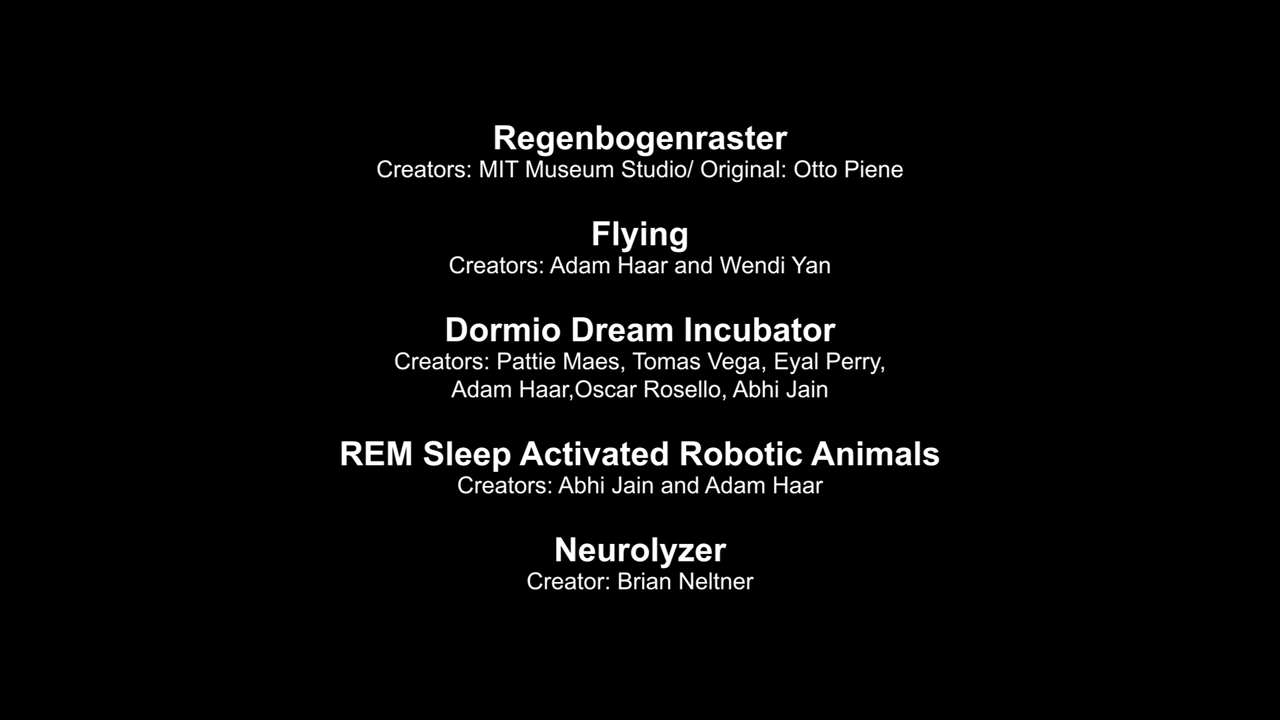 Regenbogenraster
Creators: MIT Museum Studio/ Original: Otto Piene
Flying
Creators: Adam Haar and Wendi Yan
Dormio Dream Incubator
Creators: Pattie Maes, Tomas Vega, Eyal Perry,
Adam Haar,Oscar Rosello, Abhi Jain
REM Sleep Activated Robotic Animals
Creators: Abhi Jain and Adam Haar
Neurolyzer
Creator: Brian Neltner